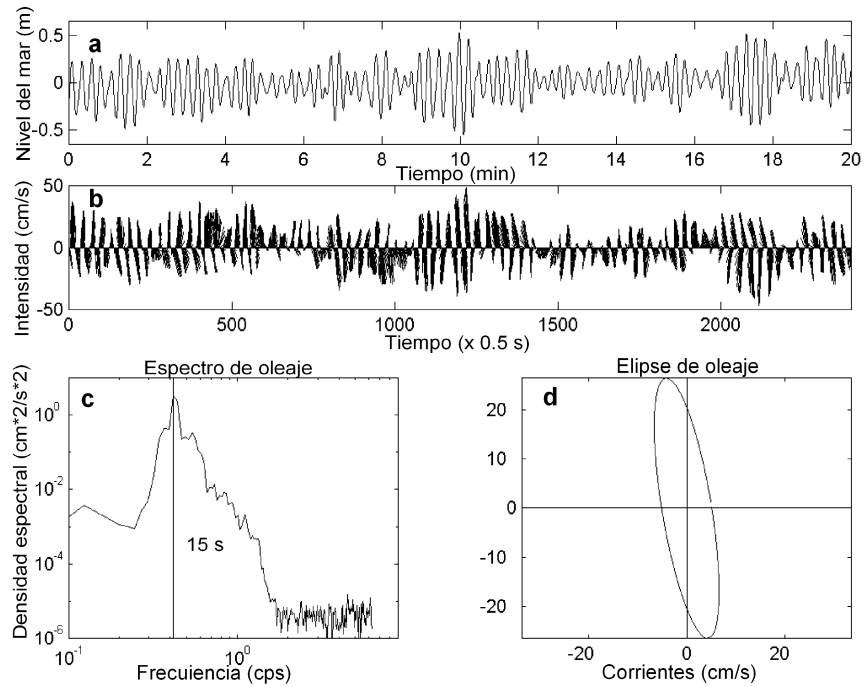 a
Nivel del mar (m)
0.5
0
-0.5
0 2 4 6 8 10 12 14 16 18 20
Tiempo (min)
b
Intensidad (cm/s)
50
0
-50
0 500 1000 1500 2000
Tiempo (x 0.5 s)
Espectro de oleaje
c
Densidad espectral (cm*2/s*2)
10^0
10^-2
10^-4
10^-6
15 s
10^-1 10^0
Frecuiencia (cps)
Elipse de oleaje
d
20
10
0
-10
-20
-20 0 20
Corrientes (cm/s)